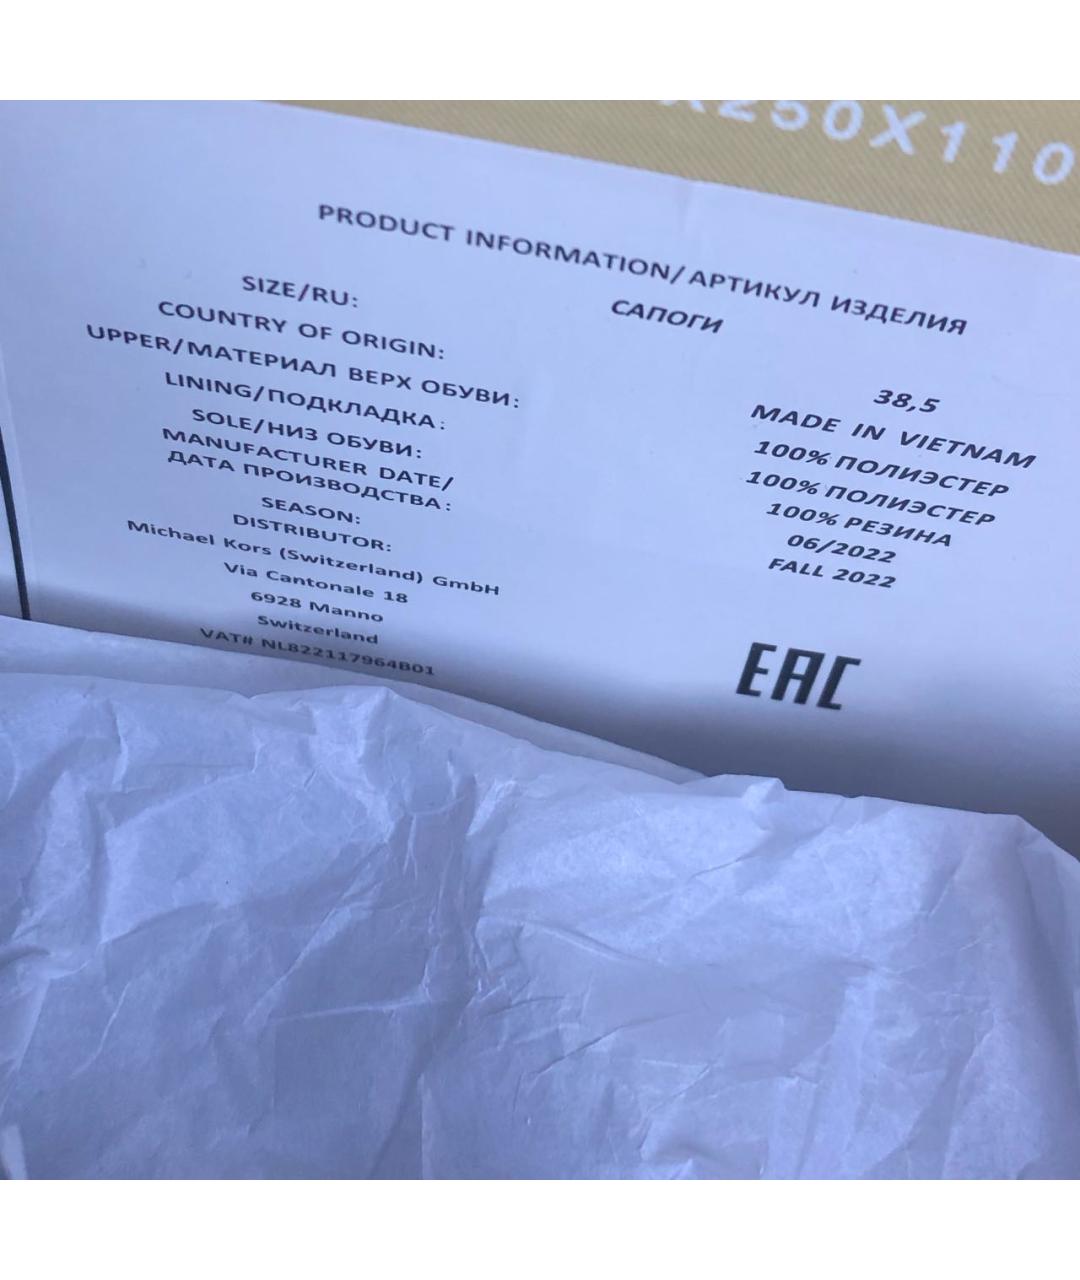 X250X110
PRODUCT INFORMATION/АРТИКУЛ ИЗДЕЛИЯ
САПОГИ
SIZE/RU: 38,5
COUNTRY OF ORIGIN: MADE IN VIETNAM
UPPER/МАТЕРИАЛ ВЕРХ ОБУВИ: 100% ПОЛИЭСТЕР
LINING/ПОДКЛАДКА: 100% ПОЛИЭСТЕР
SOLE/НИЗ ОБУВИ: 100% РЕЗИНА
MANUFACTURER DATE/
ДАТА ПРОИЗВОДСТВА: 06/2022
SEASON: FALL 2022
DISTRIBUTOR:
Michael Kors (Switzerland) GmbH
Via Cantonale 18
6928 Manno
Switzerland
VAT# NL822117964B01
EAC